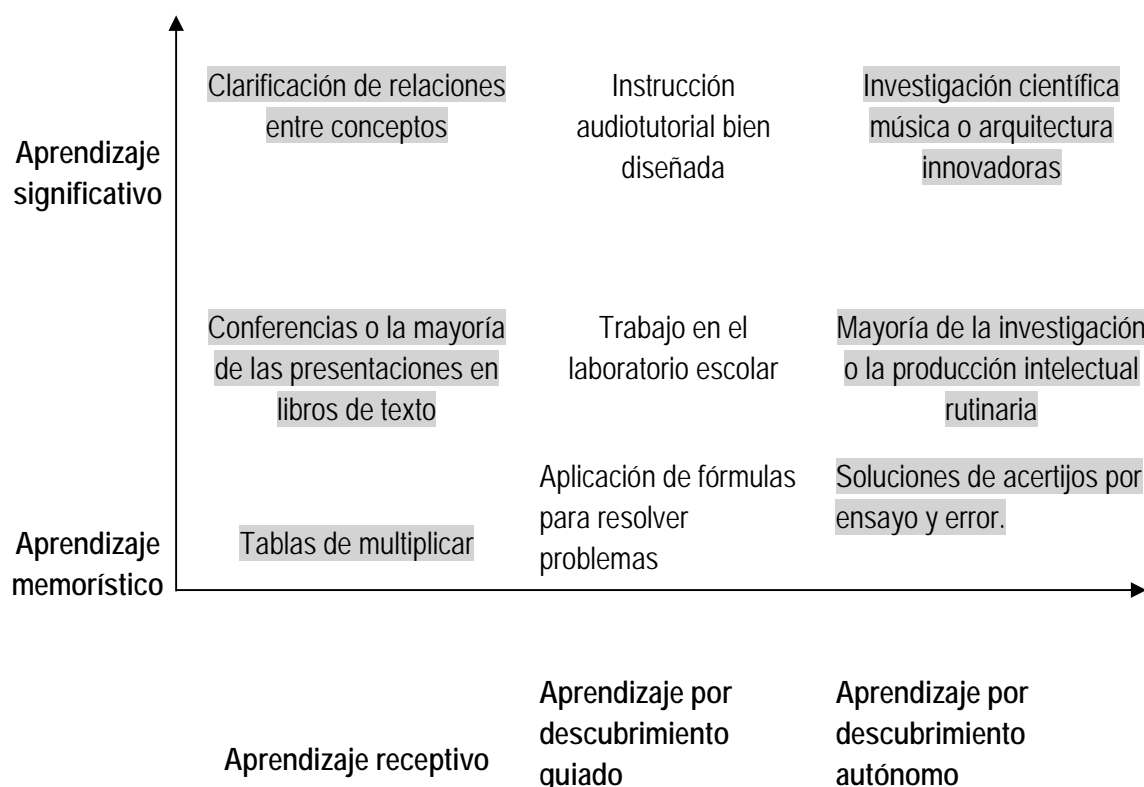 Clarificación de relaciones
entre conceptos
Instrucción
audiotutorial bien
diseñada
Investigación científica
música o arquitectura
innovadoras
Aprendizaje
significativo
Conferencias o la mayoría
de las presentaciones en
libros de texto
Trabajo en el
laboratorio escolar
Mayoría de la investigación
o la producción intelectual
rutinaria
Aplicación de fórmulas
para resolver
problemas
Soluciones de acertijos por
ensayo y error.
Tablas de multiplicar
Aprendizaje
memorístico
Aprendizaje receptivo
Aprendizaje por
descubrimiento
guiado
Aprendizaje por
descubrimiento
autónomo